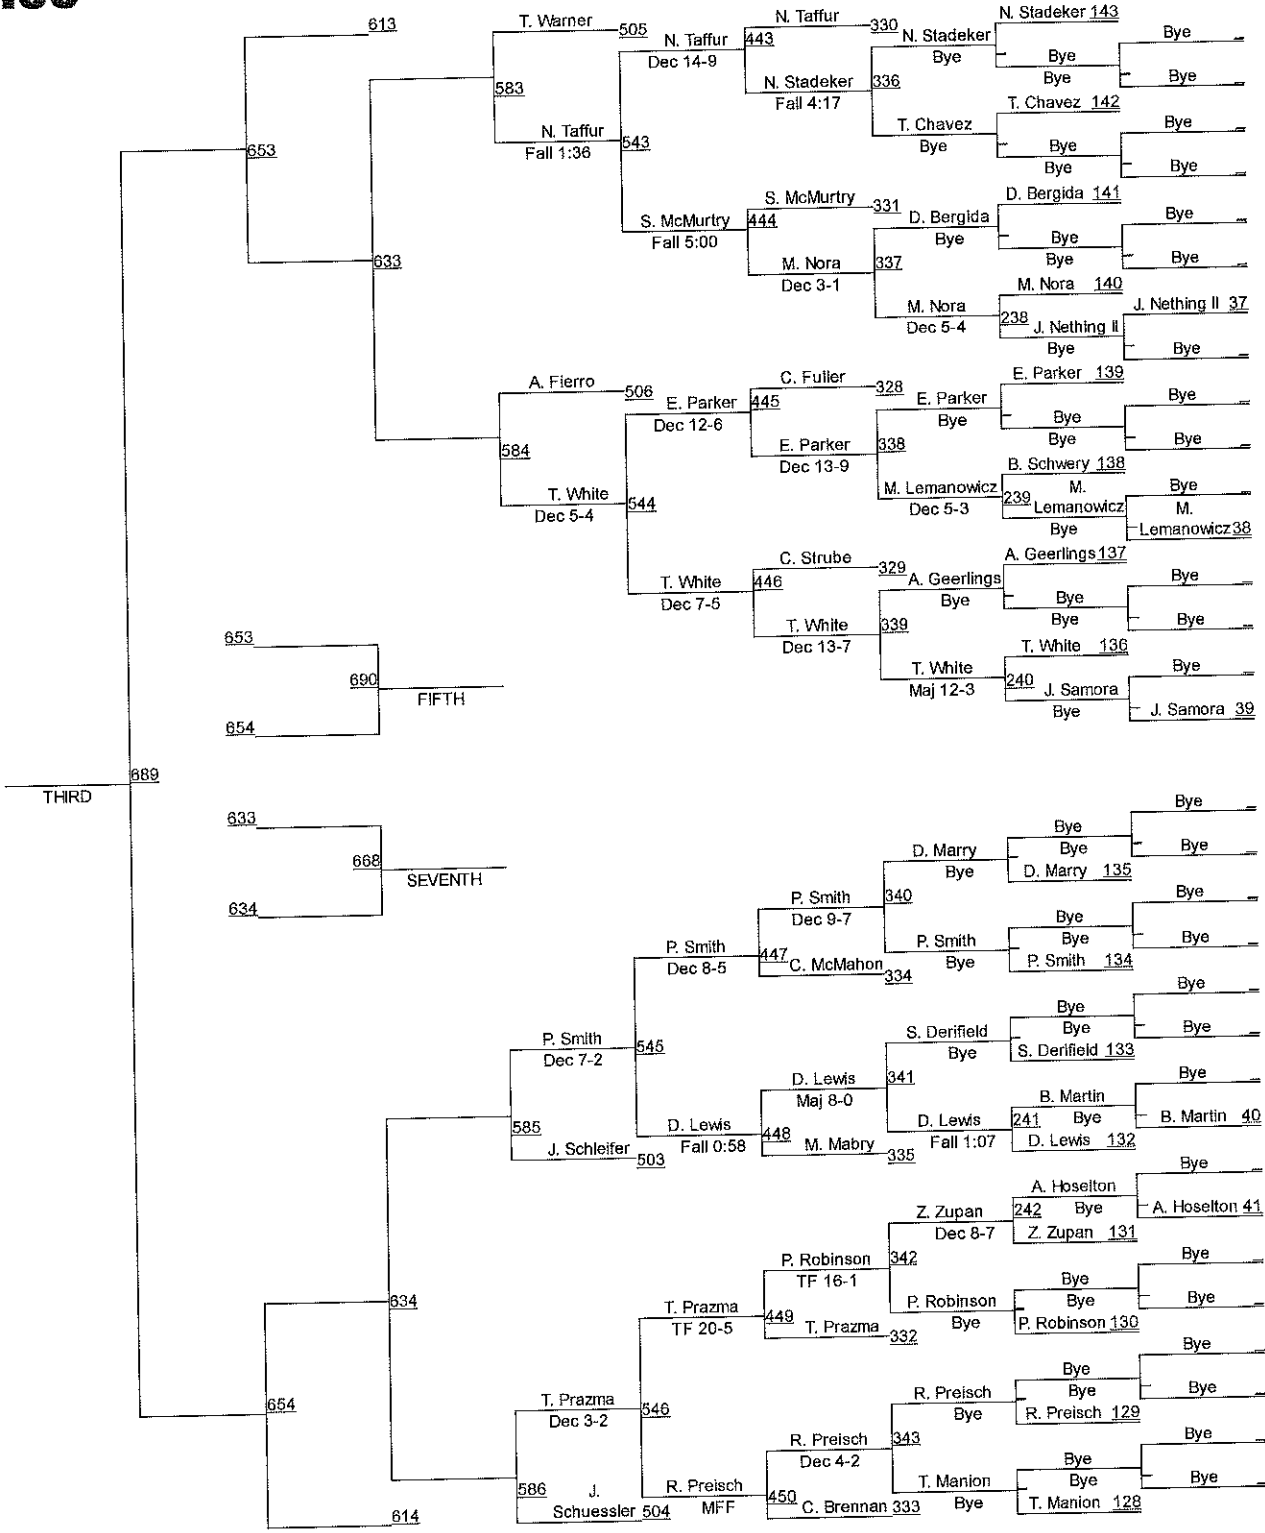 613
T. Warner 505
N. Taffur 330
N. Stadeker 143
Bye
N. Taffur 443
Dec 14-9
N. Stadeker
Bye
Bye
Bye
Bye
583
N. Stadeker 336
Fall 4:17
T. Chavez 142
N. Taffur 543
Fall 1:36
T. Chavez
Bye
Bye
Bye
Bye
Bye
653
S. McMurtry 331
D. Bergida 141
S. McMurtry 444
Fall 5:00
D. Bergida
Bye
Bye
Bye
Bye
Bye
633
M. Nora 337
Dec 3-1
M. Nora 140
M. Nora
Dec 5-4
238 J. Nething II
Bye
J. Nething II 37
Bye
A. Fierro 506
C. Fuller 328
E. Parker 139
E. Parker 445
Dec 12-6
E. Parker
Bye
Bye
Bye
Bye
Bye
584
E. Parker 338
Dec 13-9
B. Schwery 138
T. White 544
Dec 5-4
M. Lemanowicz 239
Dec 5-3
M.
Lemanowicz
Bye
Bye
M.
Lemanowicz 38
C. Strube 329
A. Geerlings 137
T. White 446
Dec 7-5
A. Geerlings
Bye
Bye
Bye
Bye
Bye
T. White 339
Dec 13-7
T. White 136
653
T. White 240
Maj 12-3
J. Samora
Bye
Bye
J. Samora 39
690
FIFTH
654
689
THIRD
633
668
SEVENTH
634
Bye
Bye
D. Marry
Bye
Bye
D. Marry 135
Bye
P. Smith 340
Dec 9-7
Bye
Bye
P. Smith 447
Dec 8-5
C. McMahon 334
P. Smith
Bye
Bye
P. Smith 134
Bye
Bye
Bye
P. Smith 545
Dec 7-2
S. Derifield
Bye
Bye
S. Derifield 133
Bye
D. Lewis 341
Maj 8-0
Bye
B. Martin
585
D. Lewis 448
Fall 0:58
D. Lewis 241
Fall 1:07
Bye
D. Lewis 132
B. Martin 40
J. Schleifer 503
M. Mabry 335
Bye
A. Hoselton
Z. Zupan 242
Dec 8-7
Bye
Z. Zupan 131
A. Hoselton 41
P. Robinson 342
TF 16-1
Bye
Bye
634
T. Prazma 449
TF 20-5
T. Prazma 332
P. Robinson
Bye
Bye
P. Robinson 130
Bye
Bye
Bye
654
T. Prazma 546
Dec 3-2
R. Preisch
Bye
Bye
R. Preisch 129
Bye
R. Preisch 343
Dec 4-2
Bye
Bye
586
J.
Schuessler 504
R. Preisch 450
MFF
C. Brennan 333
T. Manion
Bye
Bye
T. Manion 128
Bye
614